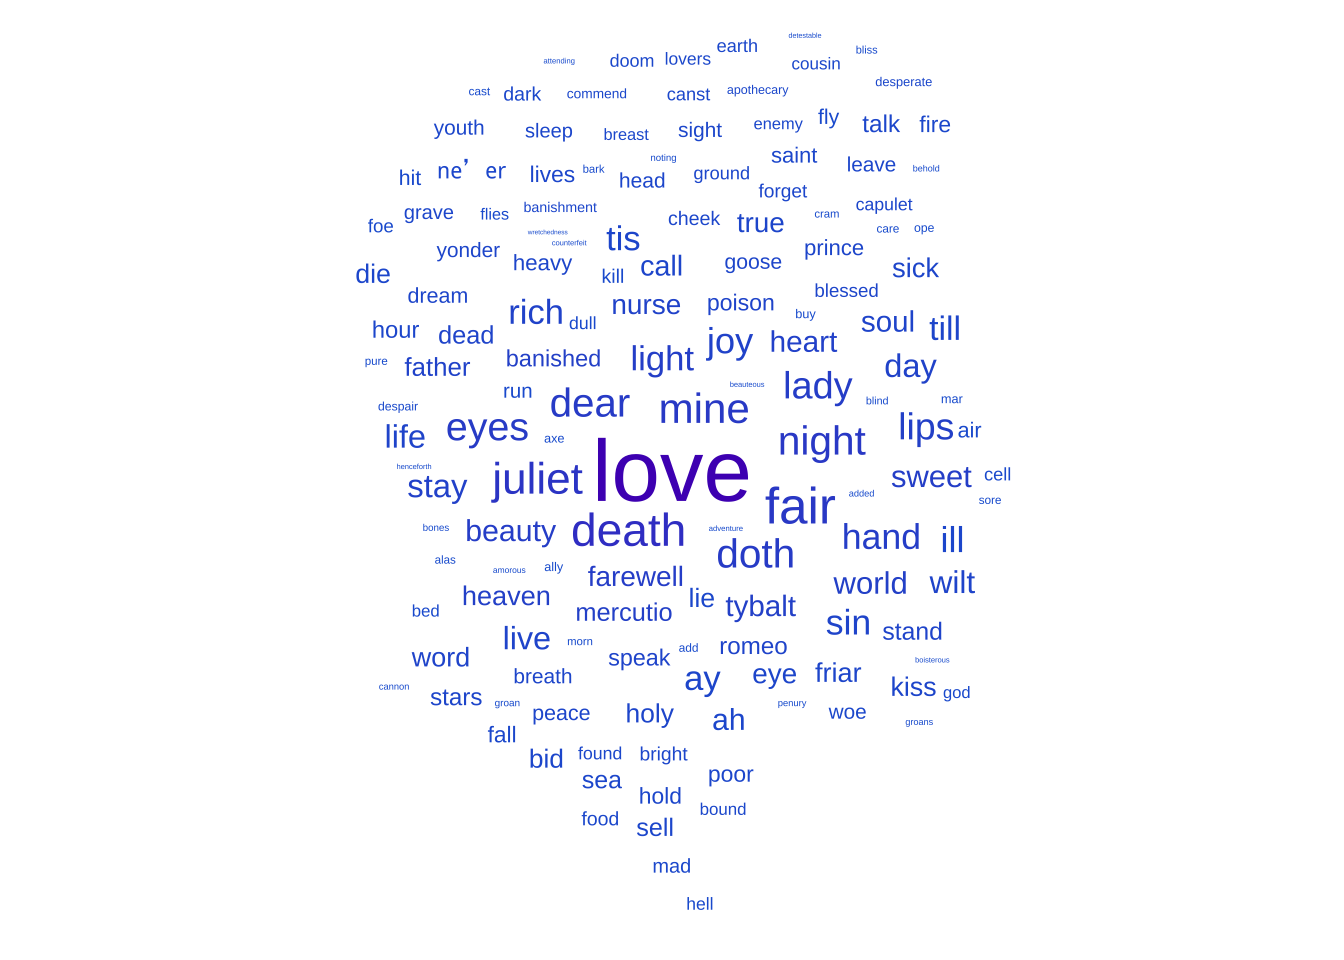 detestable
earth
bliss
attending doom lovers cousin
desperate
cast dark commend canst apothecary
youth sleep breast sight enemy fly talk fire
noting saint leave behold
hit ne’ er lives bark head ground
forget
foe grave flies banishment cheek true cram capulet
care ope
wretchedness
counterfeit tis
yonder heavy call goose prince
die kill sick
dream rich dull nurse poison blessed
buy
hour dead soul till
pure father banished light joy heart day
run beauteous lady
despair dear mine blind mar
life eyes axe night lips air
henceforth
stay juliet love sweet cell
fair added sore
bones beauty death adventure hand ill
alas doth
amorous ally farewell world wilt
bed heaven mercutio lie tybalt
live morn sin stand
word speak add romeo boisterous
cannon breath ay eye friar kiss god
stars groan penury
peace holy ah woe groans
fall
bid found bright
sea poor
hold
food bound
sell
mad
hell